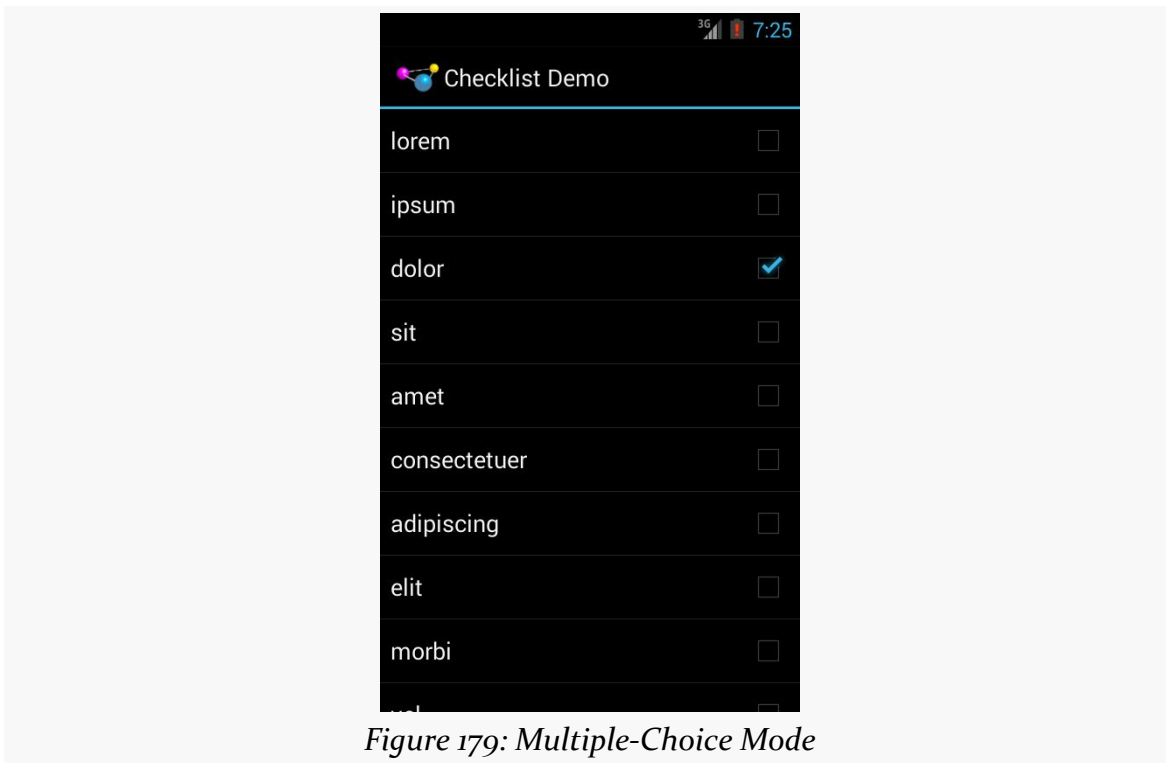 3G 7:25
Checklist Demo
lorem
ipsum
dolor
sit
amet
consectetuer
adipiscing
elit
morbi
Figure 179: Multiple-Choice Mode